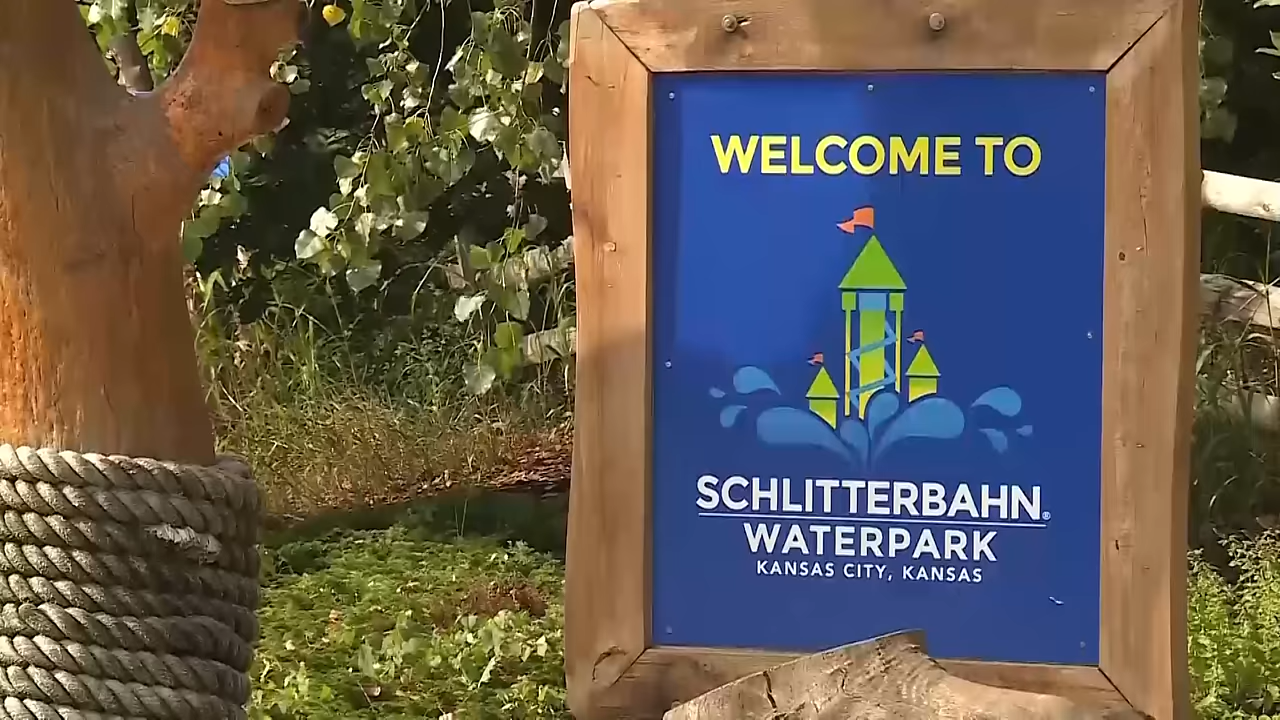 WELCOME TO
SCHLITTERBAHN®
WATERPARK
KANSAS CITY, KANSAS